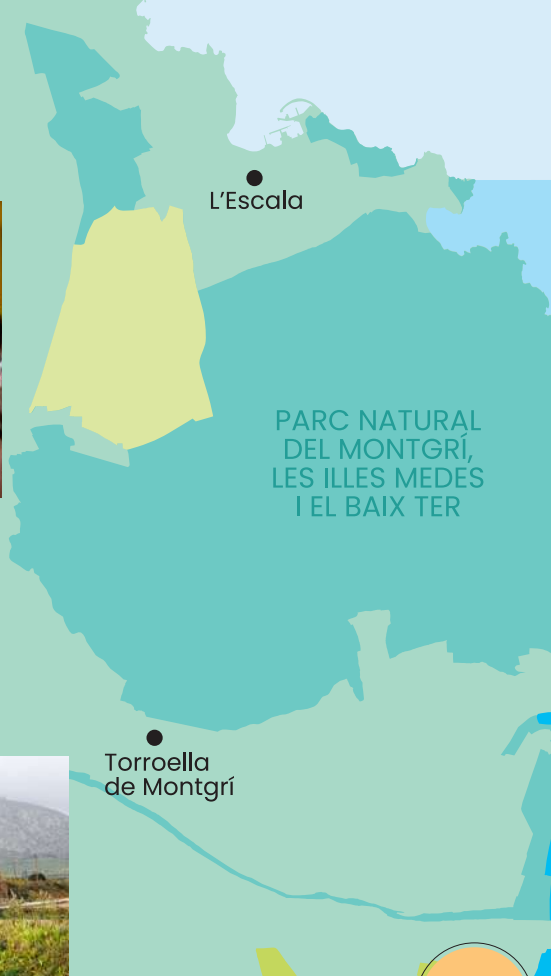 L'Escala
PARC NATURAL
DEL MONTGRÍ,
LES ILLES MEDES
I EL BAIX TER
Torroella
de Montgrí